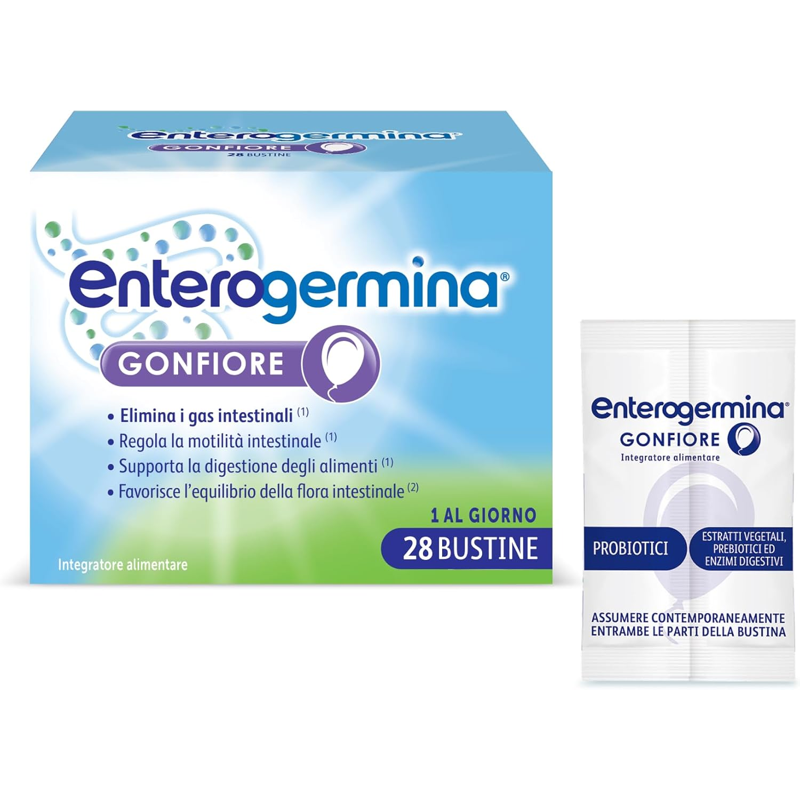 enterogermina®
GONFIORE
28 BUSTINE
enterogermina®
GONFIORE
• Elimina i gas intestinali (1)
• Regola la motilità intestinale (1)
• Supporta la digestione degli alimenti (1)
• Favorisce l'equilibrio della flora intestinale (2)
1 AL GIORNO
28 BUSTINE
Integratore alimentare
enterogermina®
GONFIORE
Integratore alimentare
PROBIOTICI
ESTRATTI VEGETALI,
PREBIOTICI ED
ENZIMI DIGESTIVI
ASSUMERE CONTEMPORANEAMENTE
ENTRAMBE LE PARTI DELLA BUSTINA